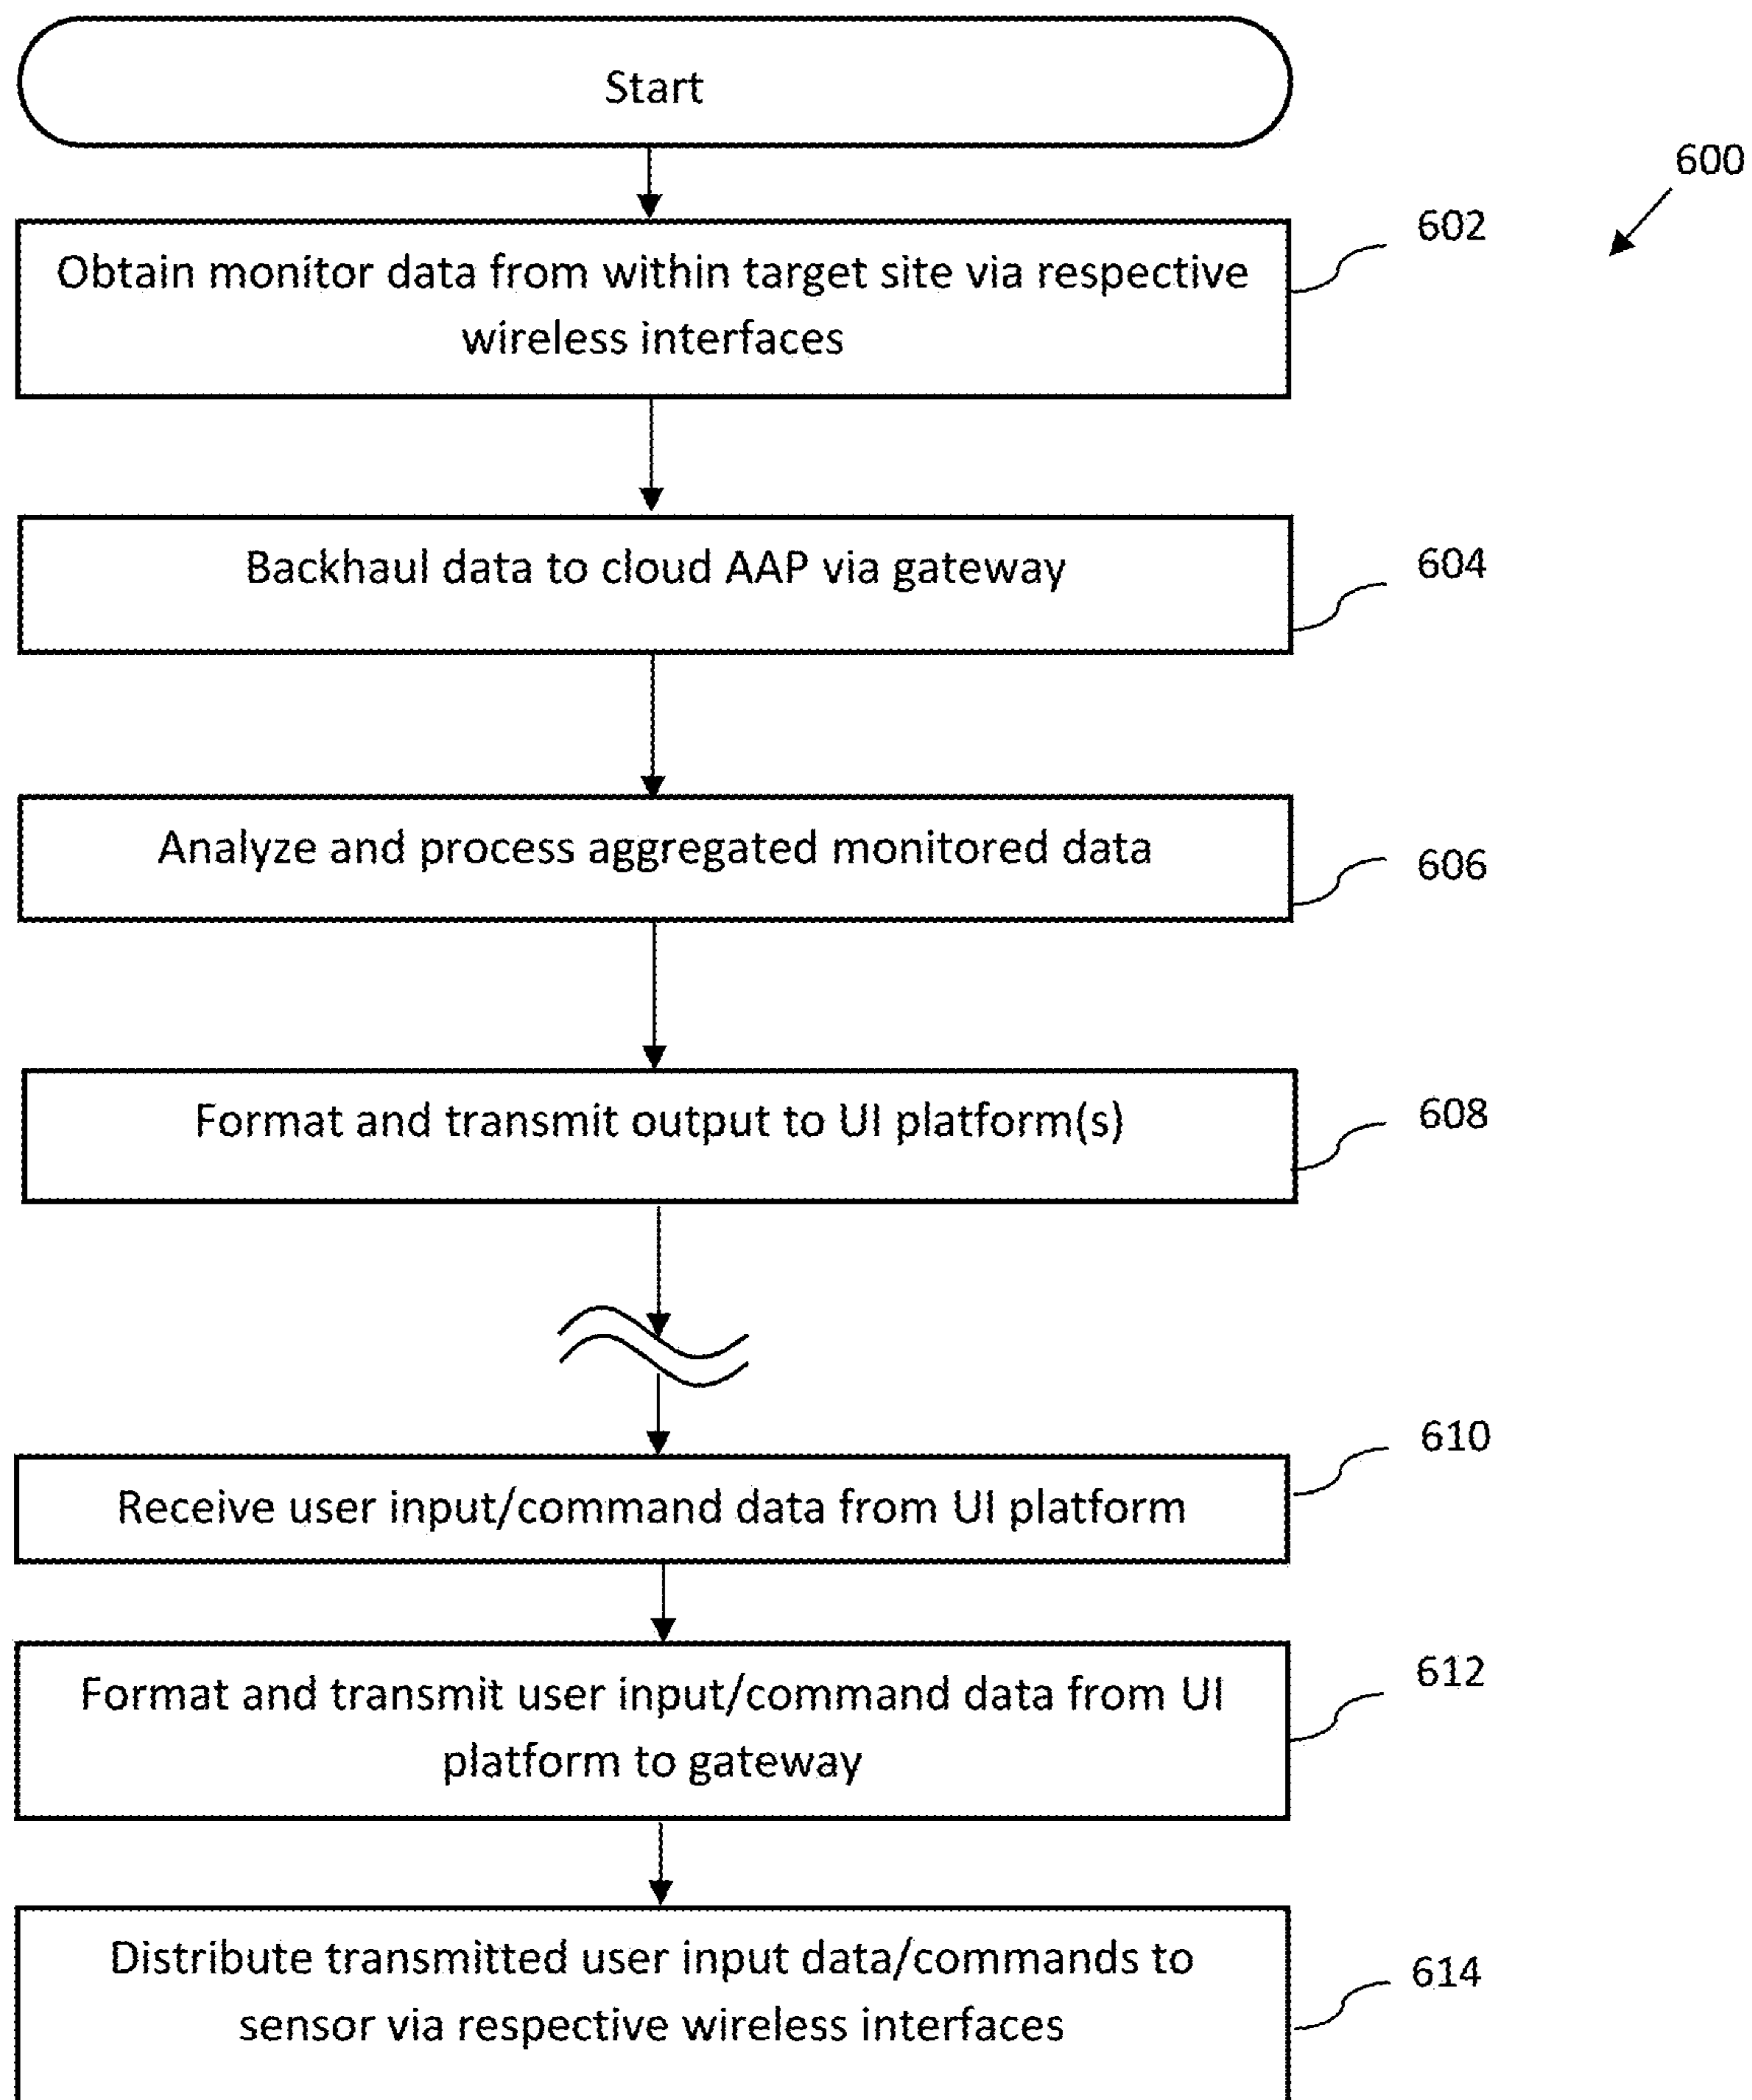 Start
600
602
Obtain monitor data from within target site via respective
wireless interfaces
604
Backhaul data to cloud AAP via gateway
Analyze and process aggregated monitored data
606
Format and transmit output to UI platform(s)
608
610
Receive user input/command data from UI platform
612
Format and transmit user input/command data from UI
platform to gateway
Distribute transmitted user input data/commands to
614
sensor via respective wireless interfaces